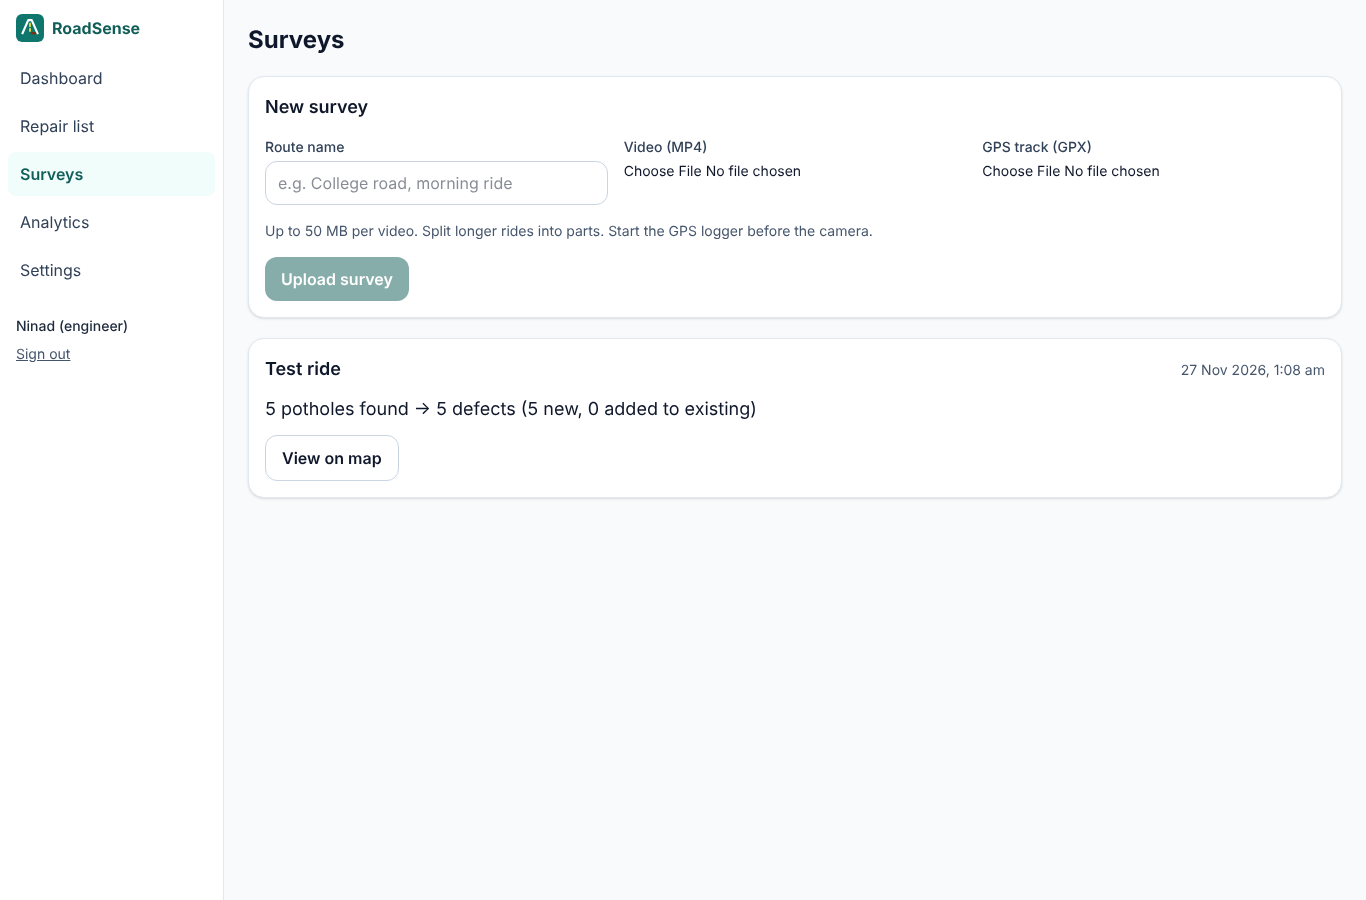 RoadSense
Dashboard
Repair list
Surveys
Analytics
Settings
Ninad (engineer)
Sign out
Surveys
New survey
Route name
e.g. College road, morning ride
Video (MP4)
Choose File No file chosen
GPS track (GPX)
Choose File No file chosen
Up to 50 MB per video. Split longer rides into parts. Start the GPS logger before the camera.
Upload survey
Test ride
27 Nov 2026, 1:08 am
5 potholes found → 5 defects (5 new, 0 added to existing)
View on map